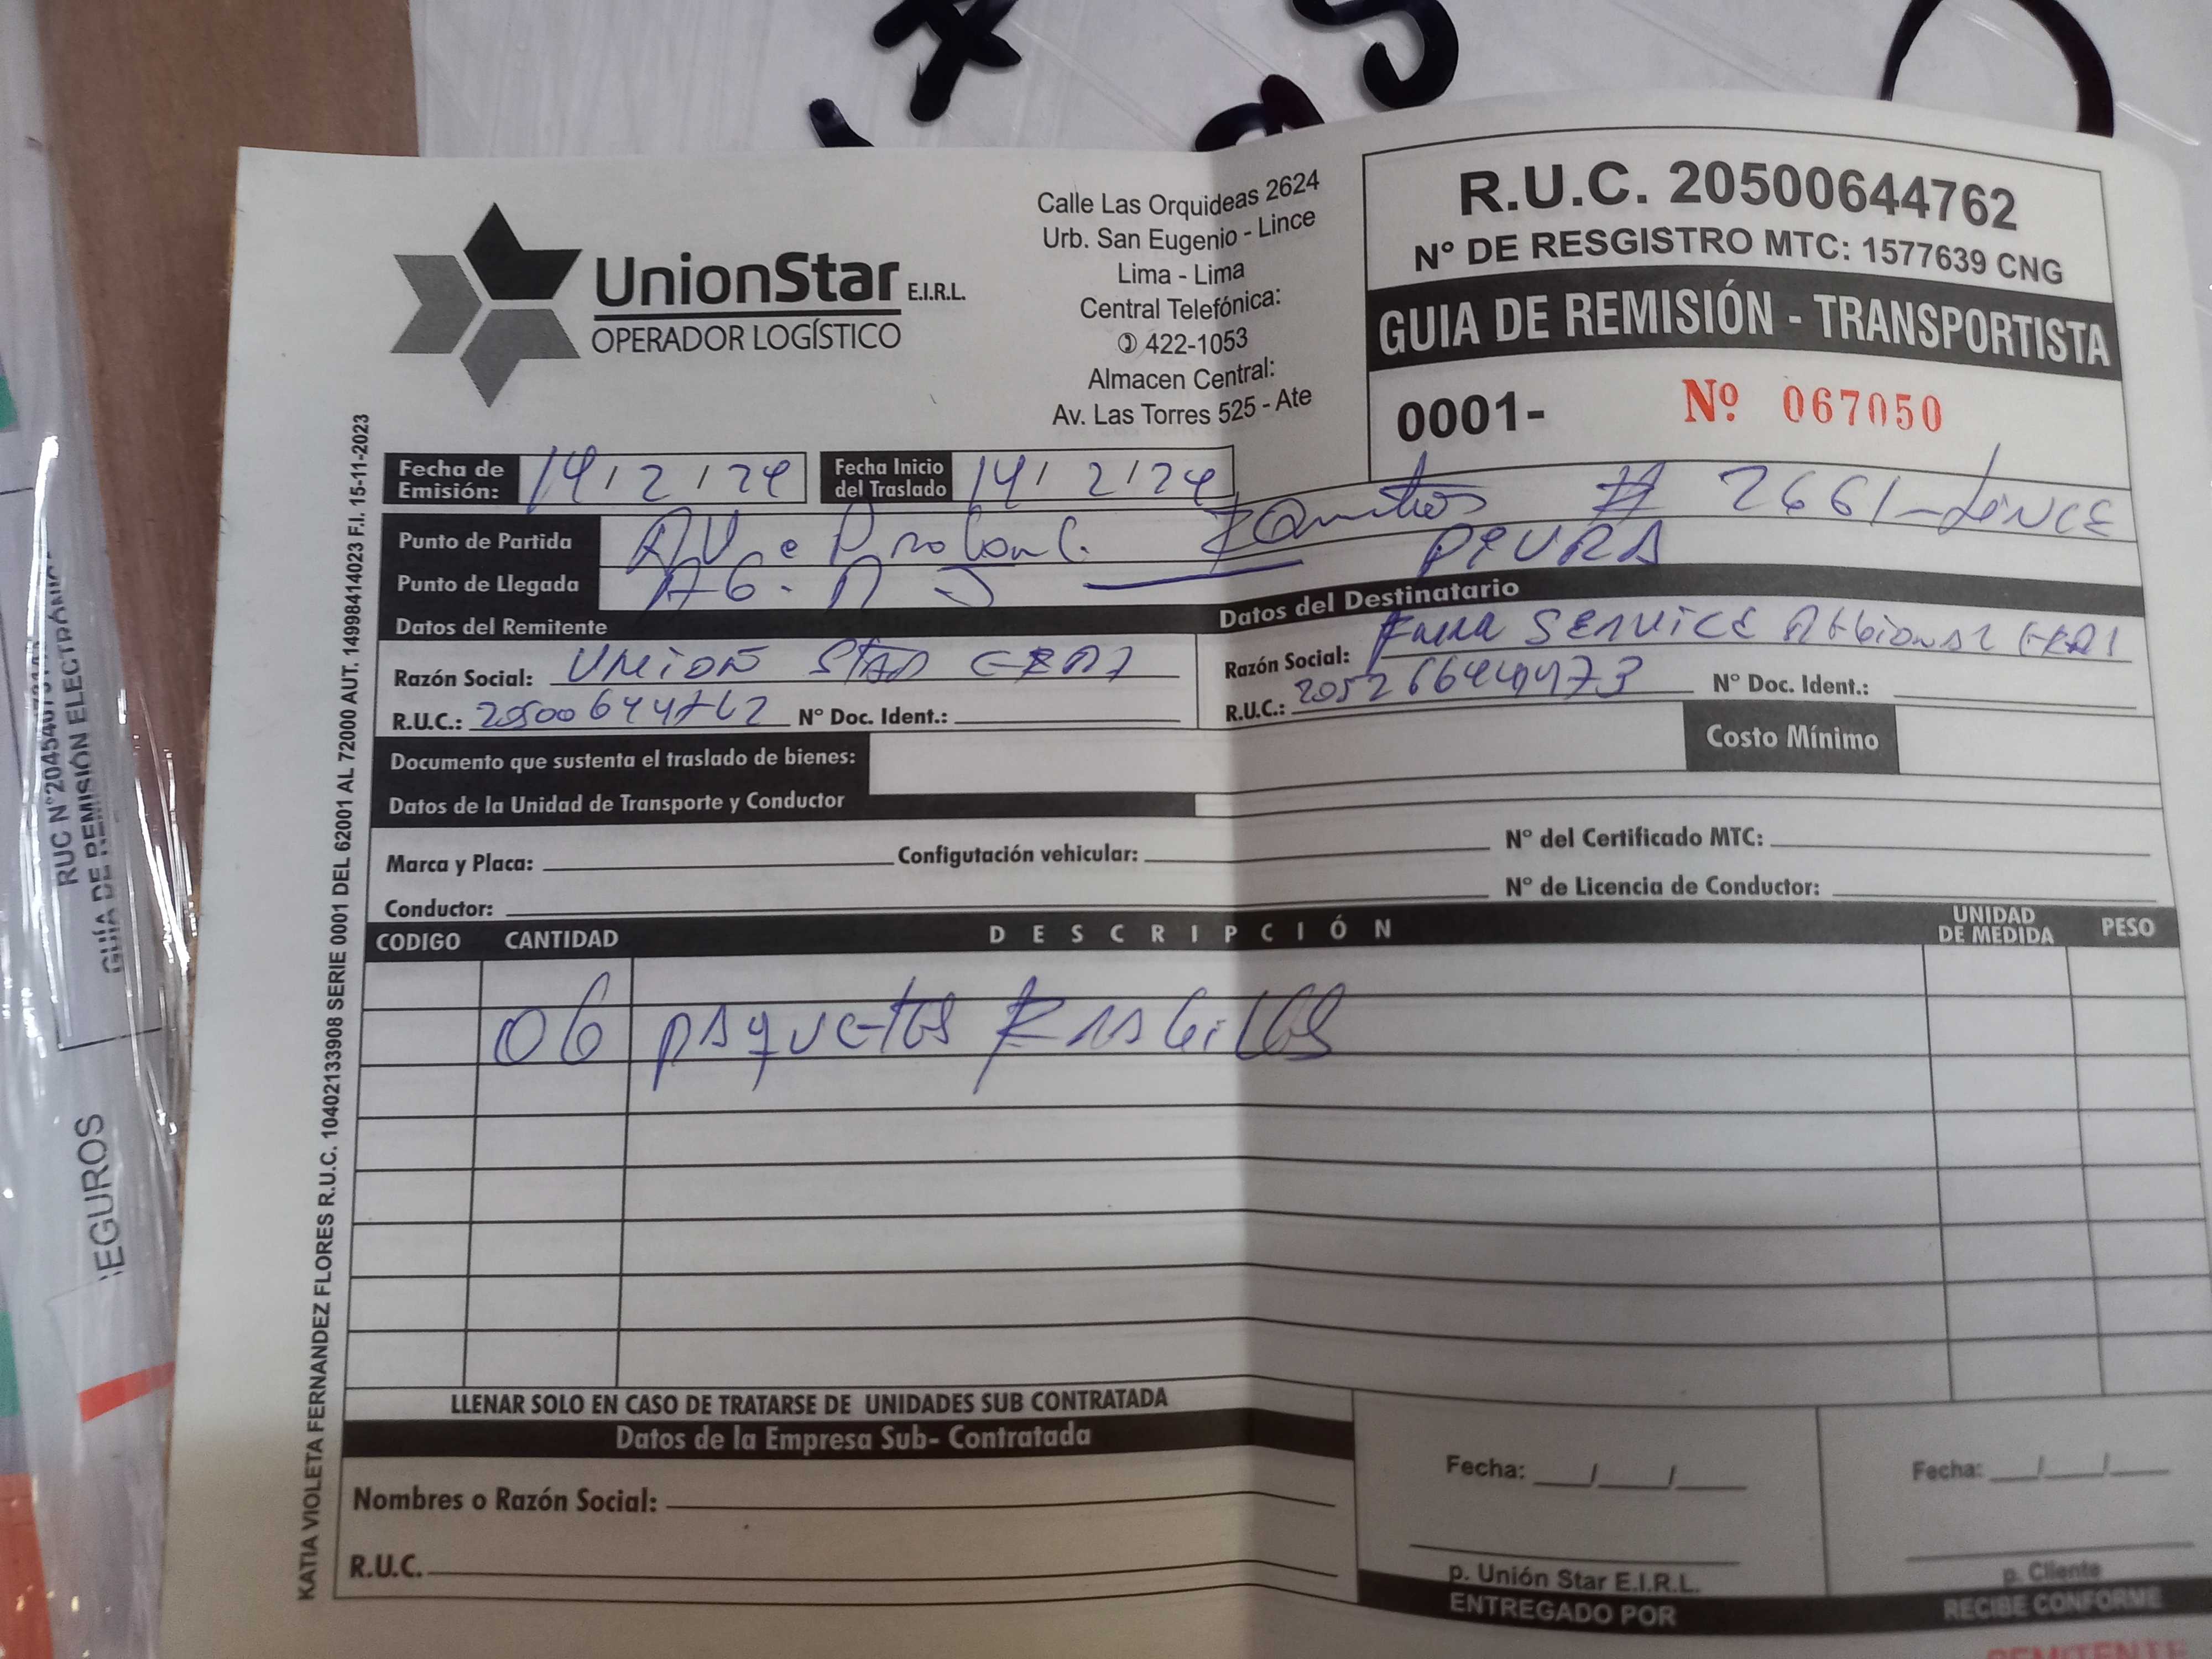 UnionStar E.I.R.L.
OPERADOR LOGÍSTICO
Calle Las Orquideas 2624
Urb. San Eugenio - Lince
Lima - Lima
Central Telefónica:
422-1053
Almacen Central:
Av. Las Torres 525 - Ate
R.U.C. 20500644762
Nº DE RESGISTRO MTC: 1577639 CNG
GUIA DE REMISIÓN - TRANSPORTISTA
0001- Nº 067050
Fecha de Emisión: 14/2/24 Fecha Inicio del Traslado 14/2/24
Punto de Partida AV. # 2661-LINCE
Punto de Llegada AG. PIURA
Datos del Remitente
Razón Social: UNION STAR
R.U.C.: 20500644762 Nº Doc. Ident.:
Datos del Destinatario
Razón Social: SERVICE
R.U.C.: Nº Doc. Ident.:
Documento que sustenta el traslado de bienes:
Costo Mínimo
Datos de la Unidad de Transporte y Conductor
Marca y Placa: Configutación vehicular: Nº del Certificado MTC:
Conductor: Nº de Licencia de Conductor:
CODIGO CANTIDAD DESCRIPCIÓN UNIDAD DE MEDIDA PESO
06 paquetes
LLENAR SOLO EN CASO DE TRATARSE DE UNIDADES SUB CONTRATADA
Datos de la Empresa Sub- Contratada
Nombres o Razón Social:
R.U.C.
Fecha: / /
p. Unión Star E.I.R.L.
ENTREGADO POR
Fecha: / /
p. Cliente
RECIBE CONFORME
REMITENTE
KATIA VIOLETA FERNANDEZ FLORES R.U.C. 10402133908 SERIE 0001 DEL 62001 AL 72000 AUT. 14998414023 F.I. 15-11-2023
GUÍA DE REMISIÓN ELECTRÓNIC